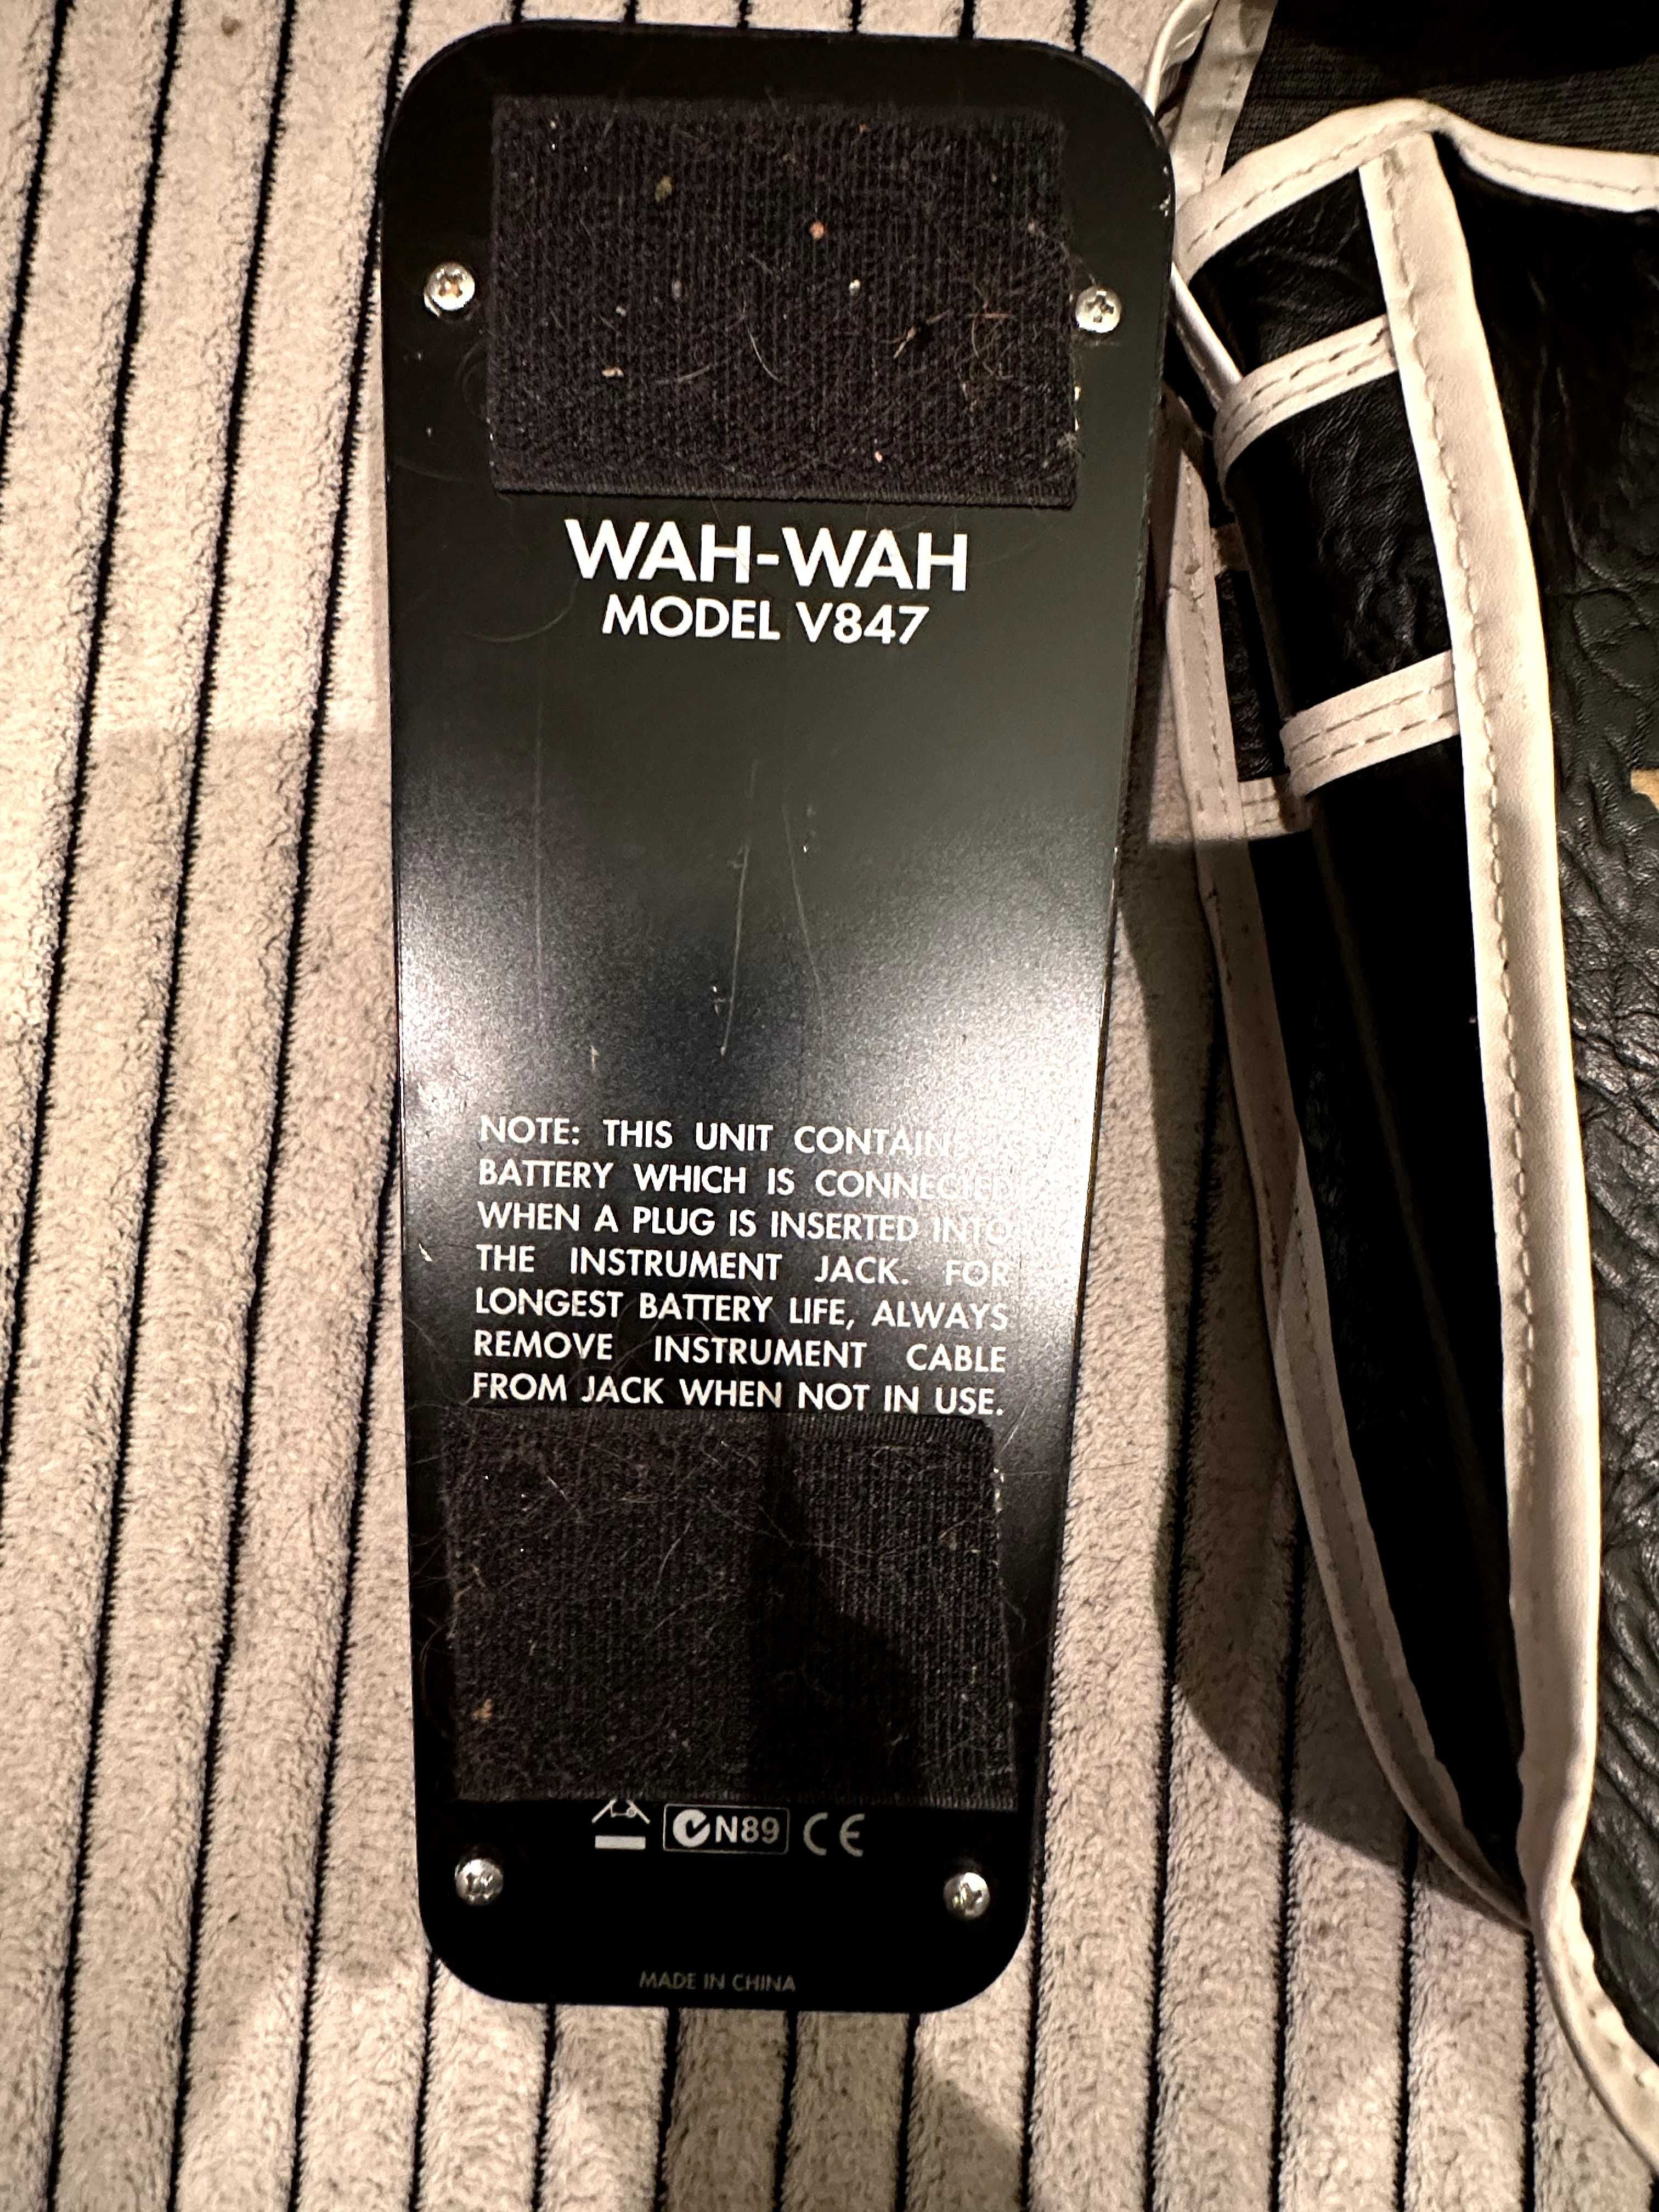 WAH-WAH
MODEL V847
NOTE: THIS UNIT CONTAINS
BATTERY WHICH IS CONNECTED
WHEN A PLUG IS INSERTED INTO
THE INSTRUMENT JACK. FOR
LONGEST BATTERY LIFE, ALWAYS
REMOVE INSTRUMENT CABLE
FROM JACK WHEN NOT IN USE.
N89 CE
MADE IN CHINA